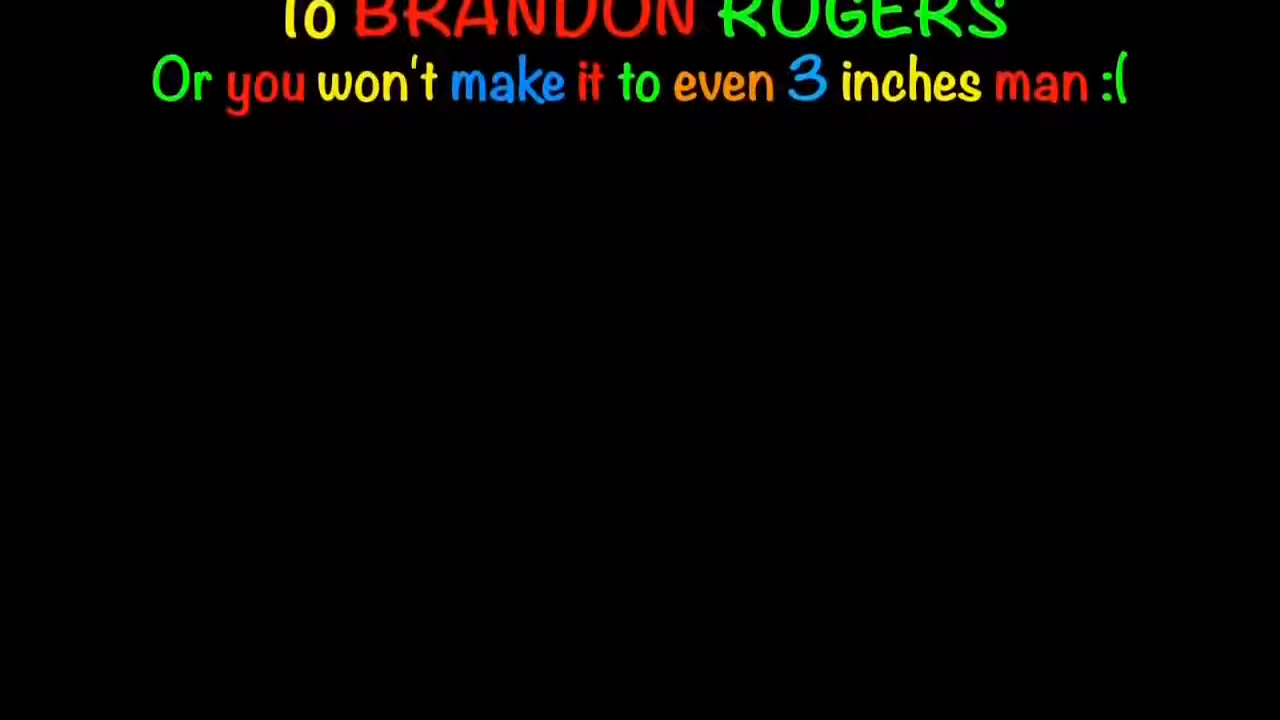 To BRANDON ROGERS
Or you won't make it to even 3 inches man :(